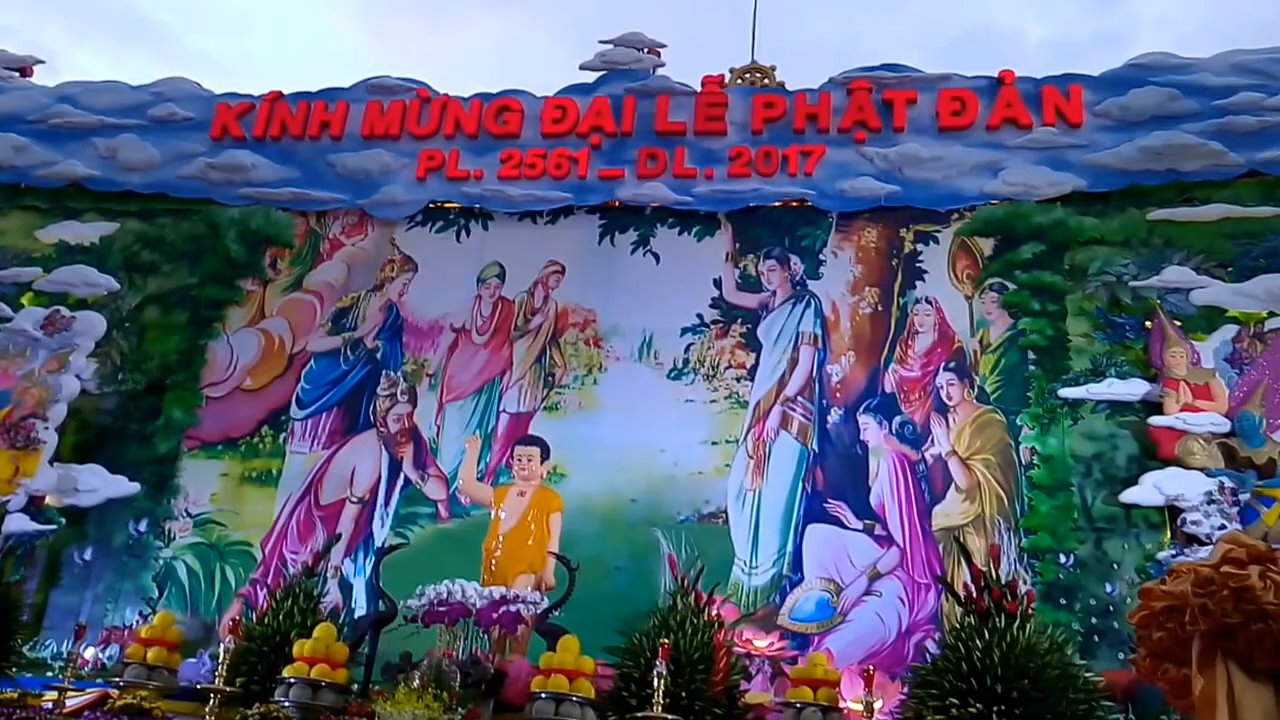 KÍNH MỪNG ĐẠI LỄ PHẬT ĐẢN
PL. 2561 _ DL. 2017